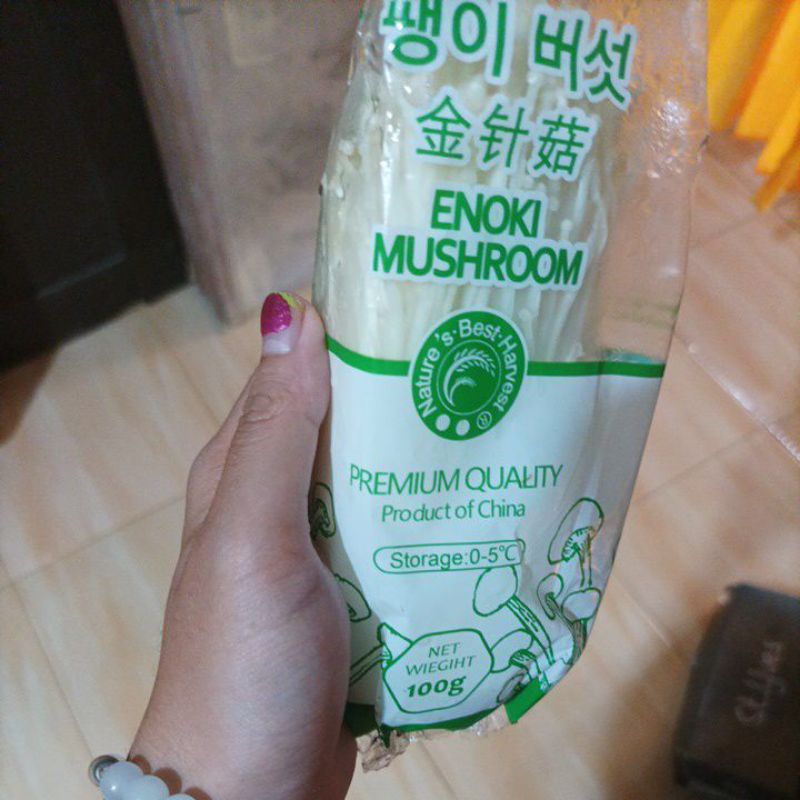 팽이 버섯
金针菇
ENOKI
MUSHROOM
Nature's·Best·Harvest
®
PREMIUM QUALITY
Product of China
Storage:0-5℃
NET
WIEGIHT
100g